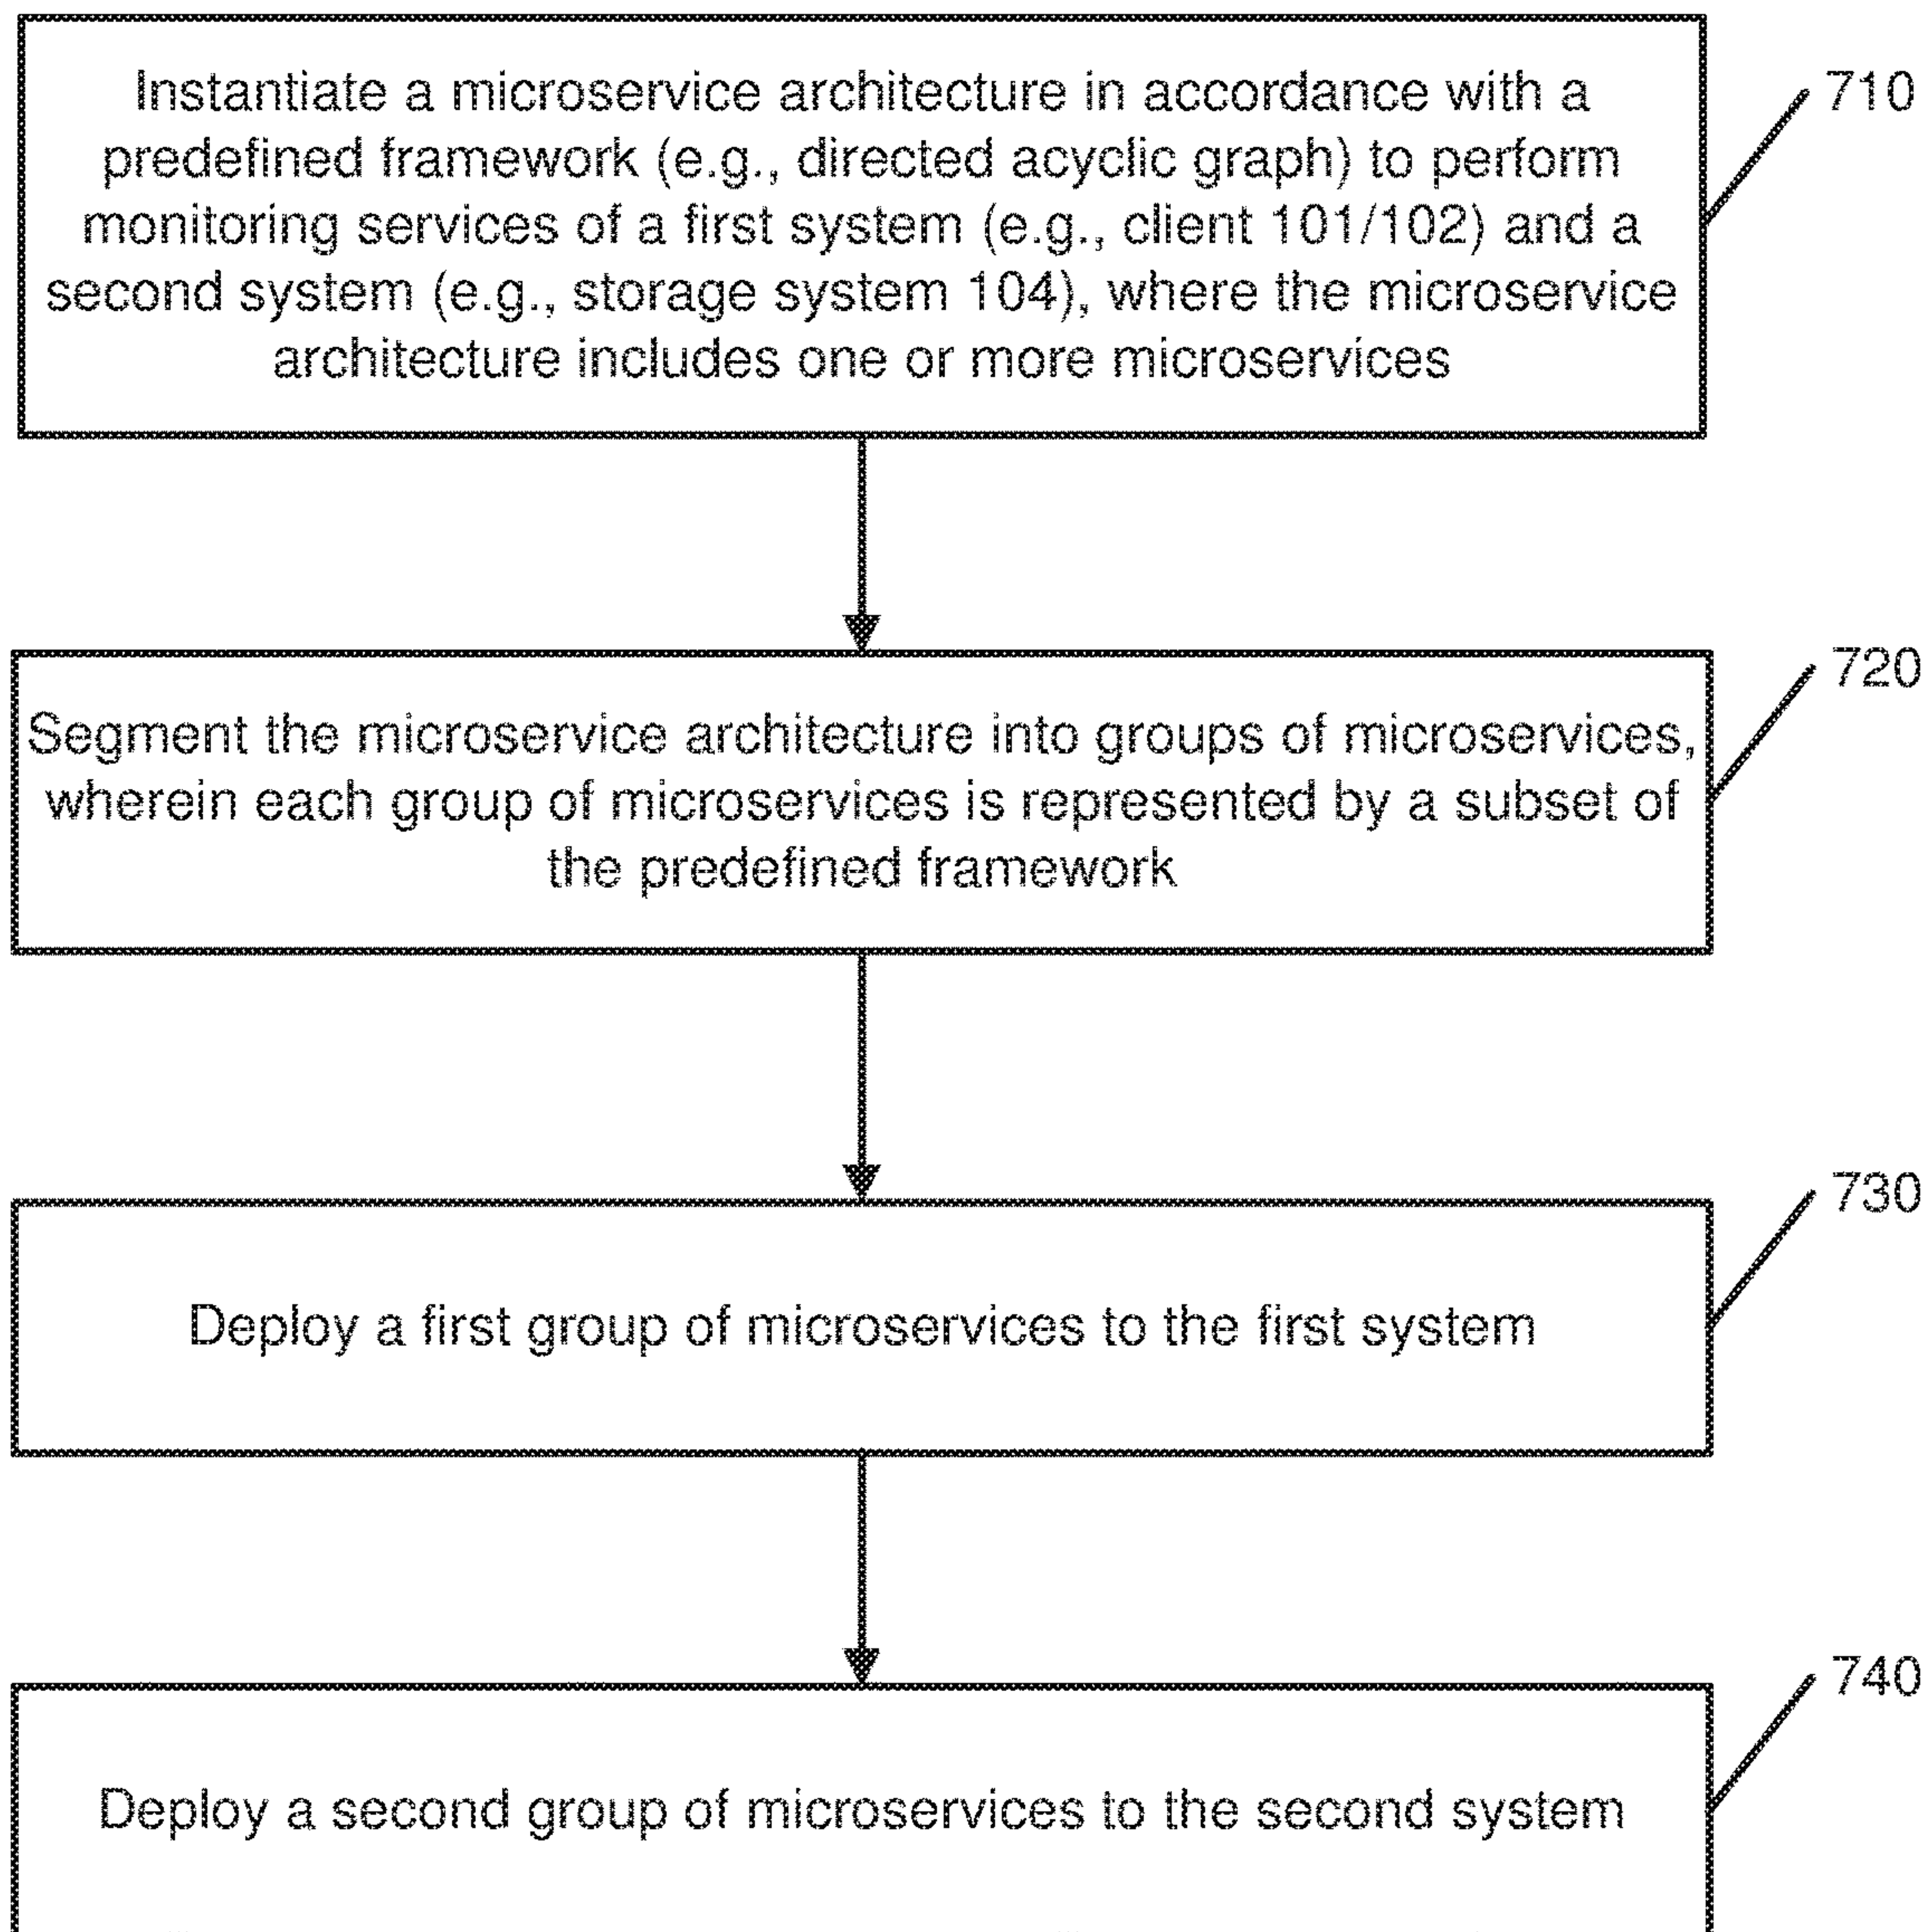 Instantiate a microservice architecture in accordance with a
710
predefined framework (e.g., directed acyclic graph) to perform
monitoring services of a first system (e.g., client 101/102) and a
second system (e.g., storage system 104), where the microservice
architecture includes one or more microservices
720
Segment the microservice architecture into groups of microservices,
wherein each group of microservices is represented by a subset of
the predefined framework
730
Deploy a first group of microservices to the first system
740
Deploy a second group of microservices to the second system